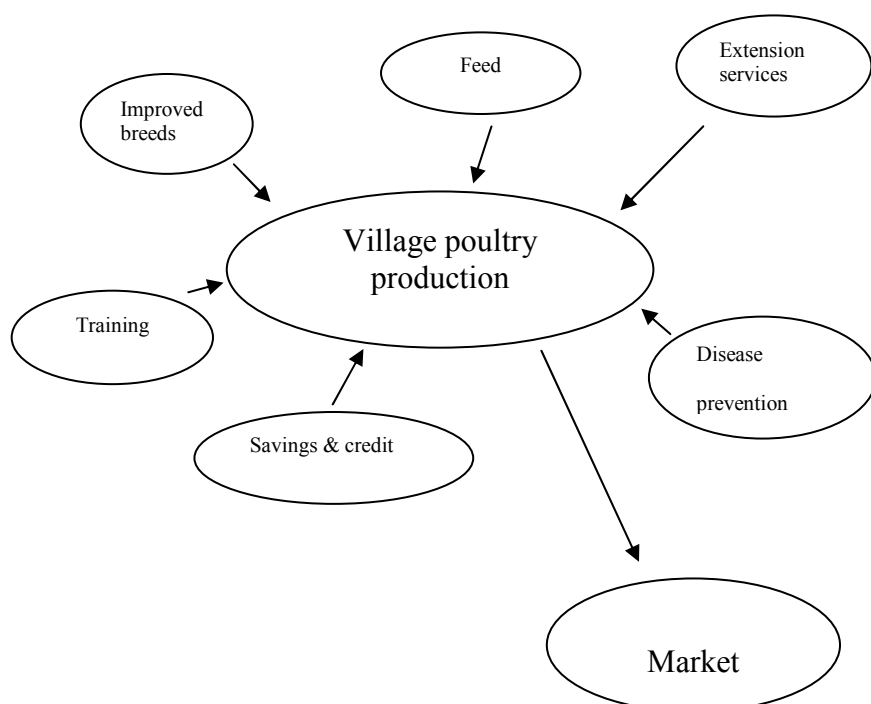 Feed
Extension
services
Improved
breeds
Village poultry
production
Training
Disease
prevention
Savings & credit
Market